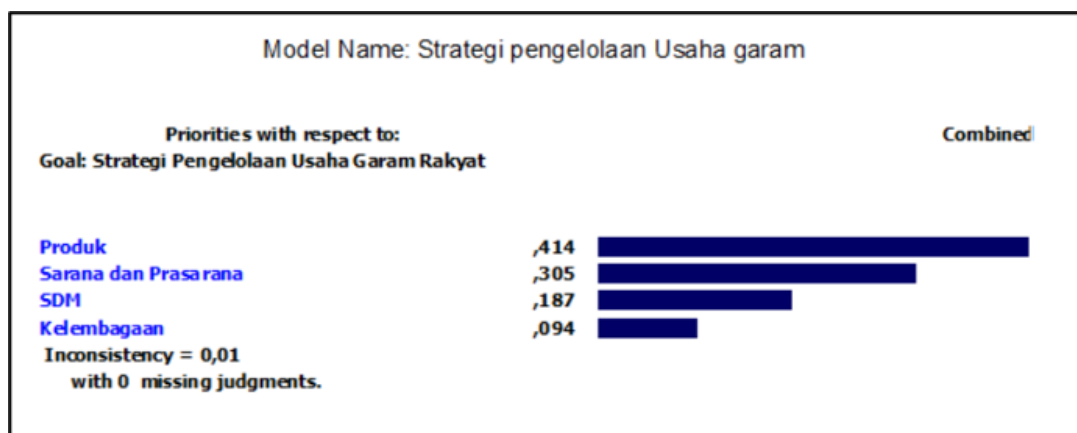 Model Name: Strategi pengelolaan Usaha garam
Priorities with respect to: Combined
Goal: Strategi Pengelolaan Usaha Garam Rakyat
Produk ,414
Sarana dan Prasarana ,305
SDM ,187
Kelembagaan ,094
Inconsistency = 0,01
with 0 missing judgments.